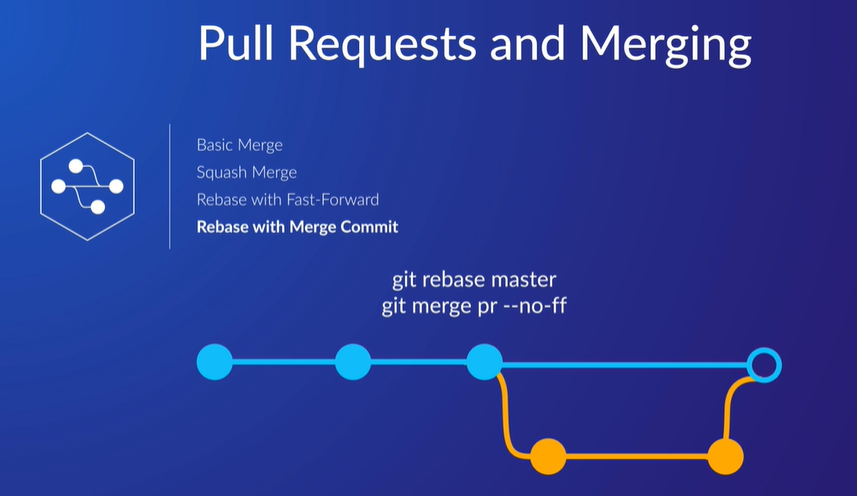 Pull Requests and Merging
Basic Merge
Squash Merge
Rebase with Fast-Forward
Rebase with Merge Commit
git rebase master
git merge pr --no-ff